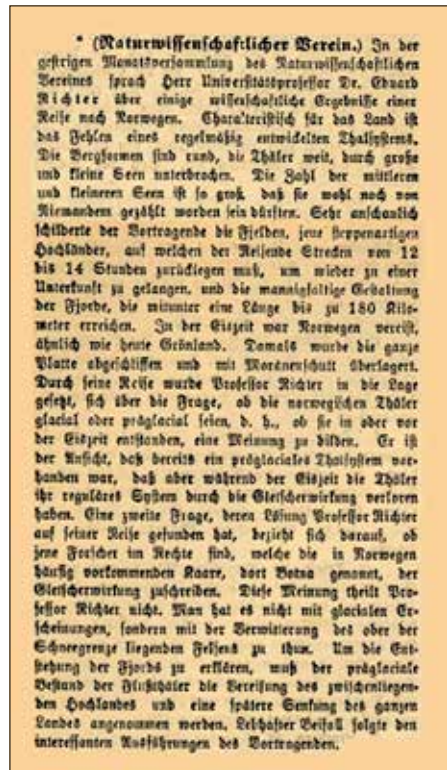 * (Naturwissenschaftlicher Verein.) In der
gestrigen Monatsversammlung des Naturwissenschaftlichen
Vereines sprach Herr Universitätsprofessor Dr. Eduard
Richter über einige wissenschaftliche Ergebnisse einer
Reise nach Norwegen. Charakteristisch für das Land ist
das Fehlen eines regelmäßig entwickelten Thalsystems.
Die Bergformen sind rund, die Thäler weit, durch große
und kleine Seen unterbrochen. Die Zahl der mittleren
und kleineren Seen ist so groß, daß sie wohl noch von
Niemandem gezählt worden sein dürften. Sehr anschaulich
schilderte der Vortragende die Fjelden, jene steppenartigen
Hochländer, auf welchen der Reisende Strecken von 12
bis 14 Stunden zurücklegen muß, um wieder zu einer
Unterkunft zu gelangen, und die mannigfaltige Gestaltung
der Fjorde, die mitunter eine Länge bis zu 180 Kilo-
meter erreichen. In der Eiszeit war Norwegen vereist,
ähnlich wie heute Grönland. Damals wurde die ganze
Platte abgeschliffen und mit Moränenschutt überlagert.
Durch seine Reise wurde Professor Richter in die Lage
gesetzt, sich über die Frage, ob die norwegischen Thäler
glacial oder präglacial seien, d. h., ob sie in oder vor
der Eiszeit entstanden, eine Meinung zu bilden. Er ist
der Ansicht, daß bereits ein präglaciales Thalsystem vor-
handen war, daß aber während der Eiszeit die Thäler
ihr reguläres System durch die Gletscherwirkung verloren
haben. Eine zweite Frage, deren Lösung Professor Richter
auf seiner Reise gefunden hat, bezieht sich darauf, ob
jene Forscher im Rechte sind, welche die in Norwegen
häufig vorkommenden Kaare, dort Botna genannt, der
Gletscherwirkung zuschreiben. Diese Meinung theilt Pro-
fessor Richter nicht. Man hat es nicht mit glacialen Er-
scheinungen, sondern mit der Verwitterung des ober der
Schneegrenze liegenden Felsens zu thun. Um die Ent-
stehung der Fjords zu erklären, muß der präglaciale
Bestand der Flußthäler die Vereisung des zwischenliegen-
den Hochlandes und eine spätere Senkung des ganzen
Landes angenommen werden. Lebhafter Beifall folgte den
interessanten Ausführungen des Vortragenden.